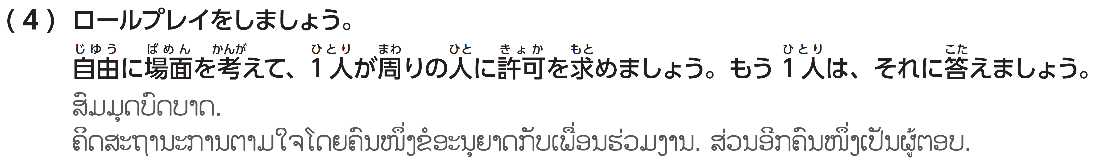 (4) ロールプレイをしましょう。
自由に場面を考えて、1人が周りの人に許可を求めましょう。もう1人は、それに答えましょう。
ສົມມຸດບົດບາດ.
ຄິດສະຖານະການຕາມໃຈໂດຍຄົນໜຶ່ງຂໍອະນຸຍາດກັບເພື່ອນຮ່ວມງານ. ສ່ວນອີກຄົນໜຶ່ງເປັນຜູ້ຕອບ.